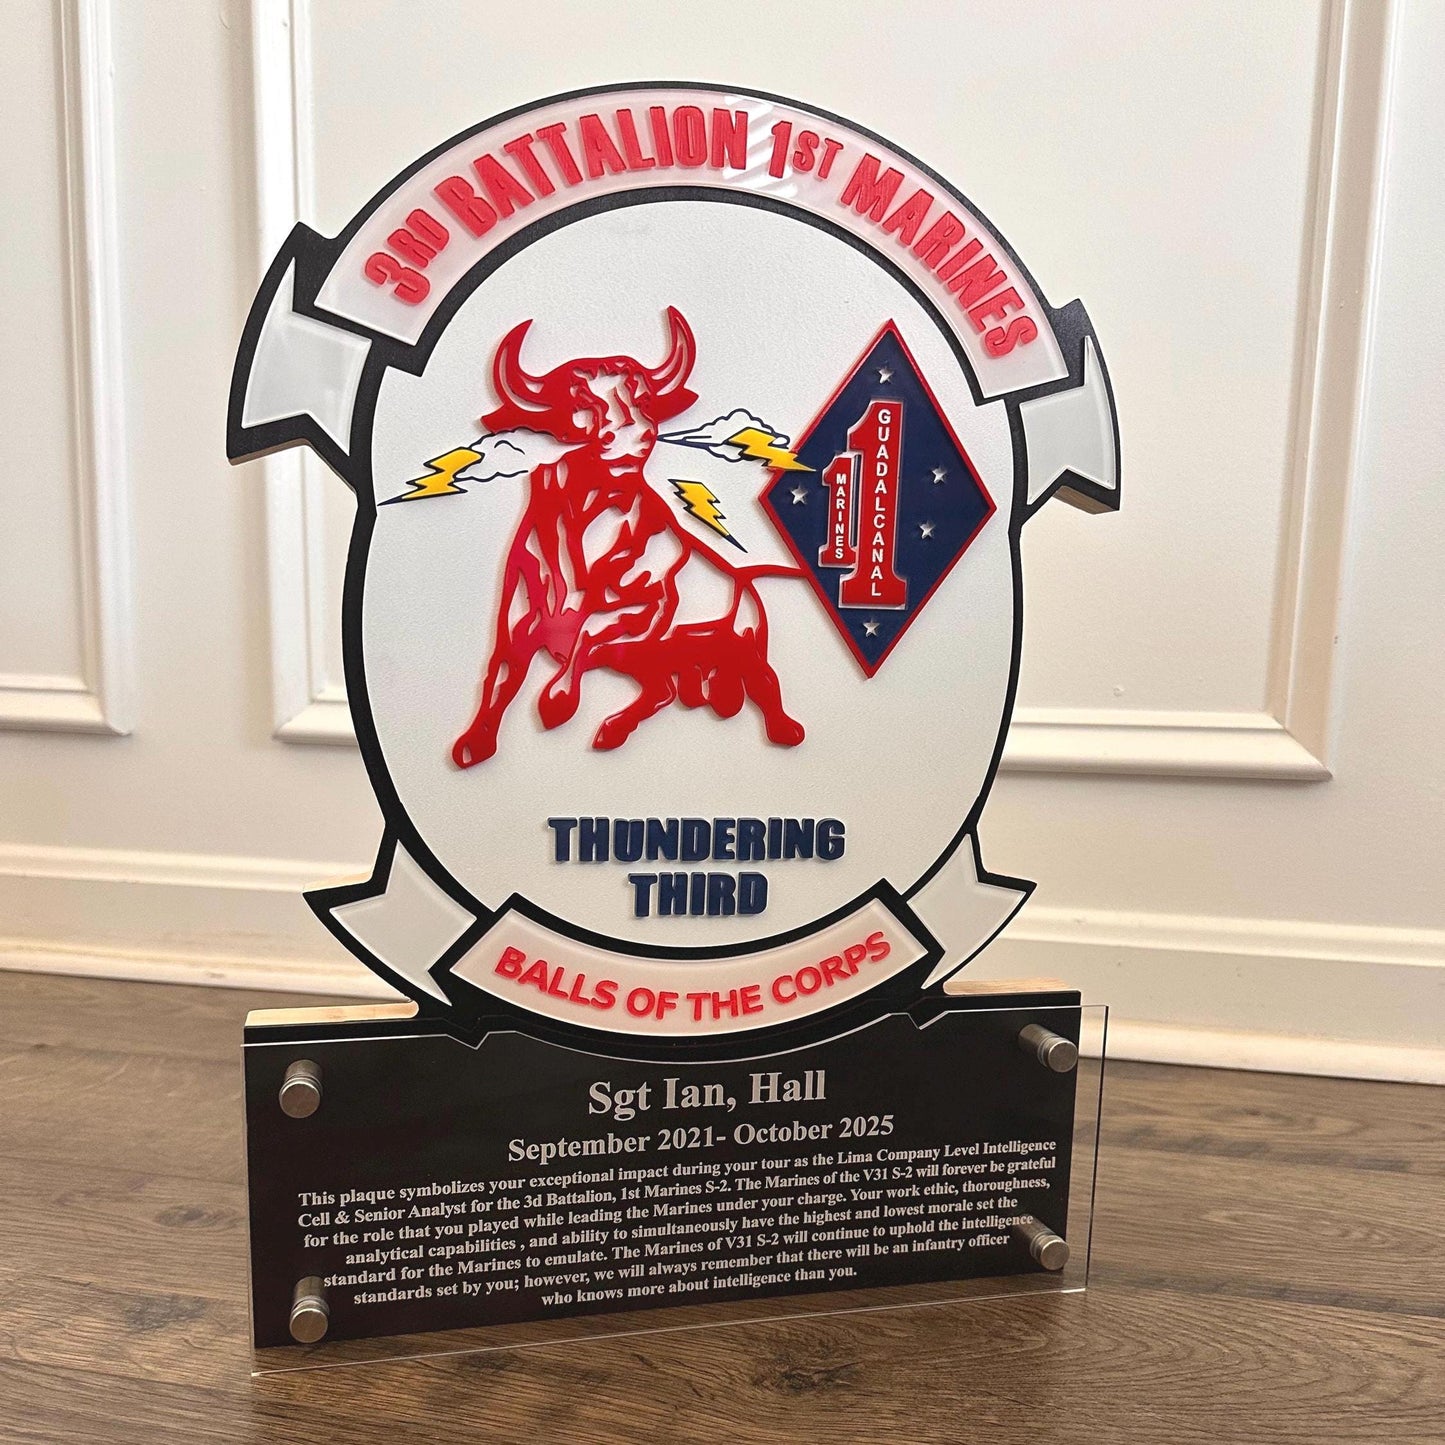 3RD BATTALION 1ST MARINES
GUADALCANAL
MARINES
THUNDERING
THIRD
BALLS OF THE CORPS
Sgt Ian, Hall
September 2021- October 2025
This plaque symbolizes your exceptional impact during your tour as the Lima Company Level Intelligence
Cell & Senior Analyst for the 3d Battalion, 1st Marines S-2. The Marines of the V31 S-2 will forever be grateful
for the role that you played while leading the Marines under your charge. Your work ethic, thoroughness,
analytical capabilities , and ability to simultaneously have the highest and lowest morale set the
standard for the Marines to emulate. The Marines of V31 S-2 will continue to uphold the intelligence
standards set by you; however, we will always remember that there will be an infantry officer
who knows more about intelligence than you.